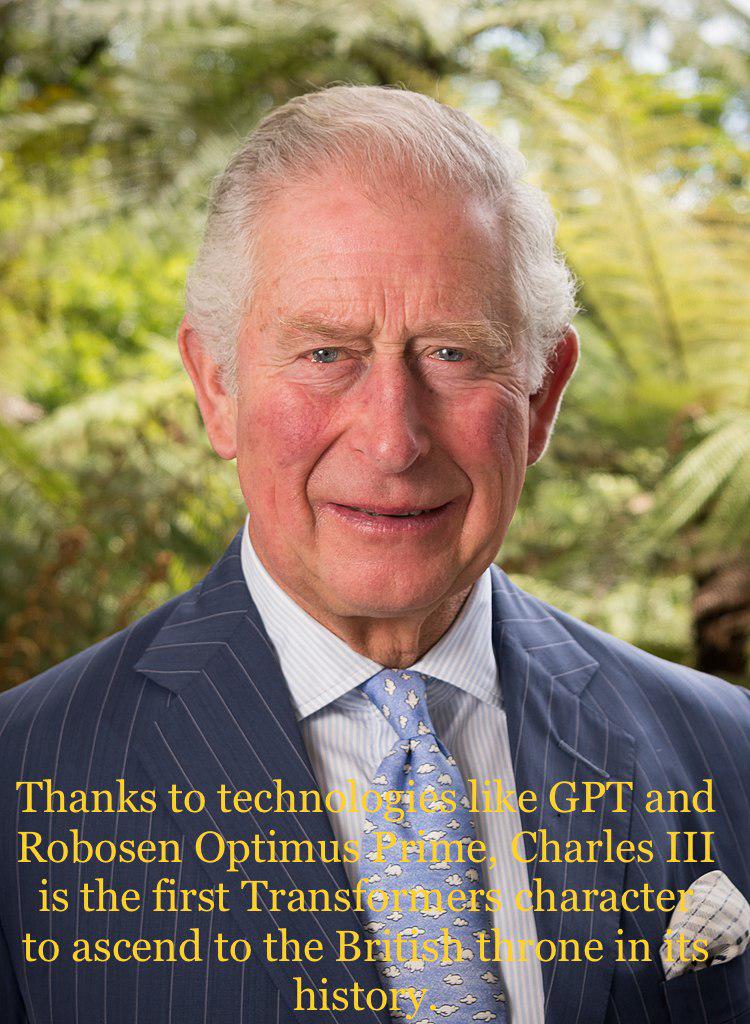 Thanks to technologies like GPT and
Robosen Optimus Prime, Charles III
is the first Transformers character
to ascend to the British throne in its
history.